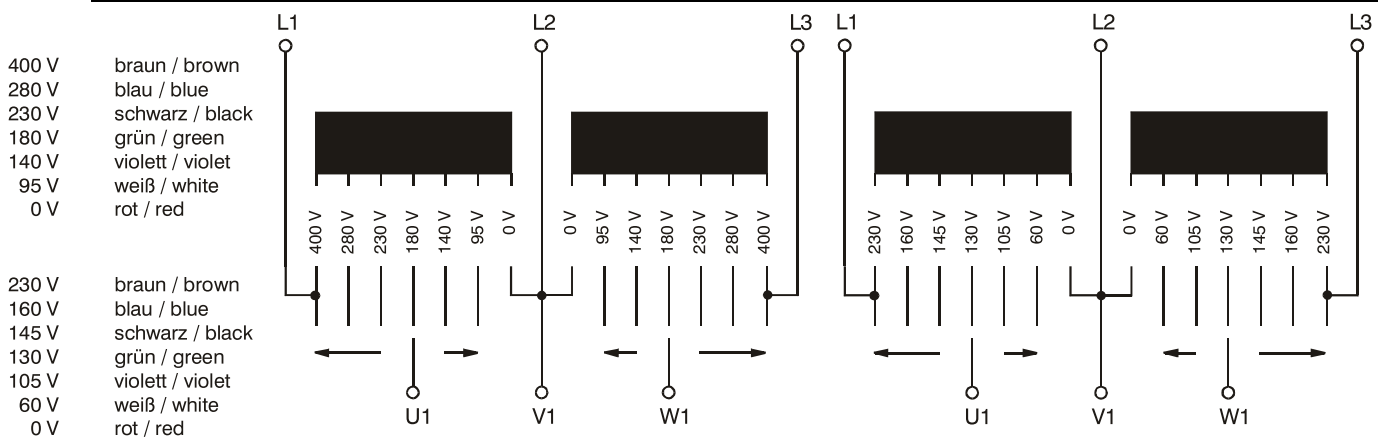 L1 L2 L3 L1 L2 L3
400 V braun / brown
280 V blau / blue
230 V schwarz / black
180 V grün / green
140 V violett / violet
95 V weiß / white
0 V rot / red
400 V 280 V 230 V 180 V 140 V 95 V 0 V 0 V 95 V 140 V 180 V 230 V 280 V 400 V 230 V 160 V 145 V 130 V 105 V 60 V 0 V 0 V 60 V 105 V 130 V 145 V 160 V 230 V
230 V braun / brown
160 V blau / blue
145 V schwarz / black
130 V grün / green
105 V violett / violet
60 V weiß / white
0 V rot / red
U1 V1 W1 U1 V1 W1